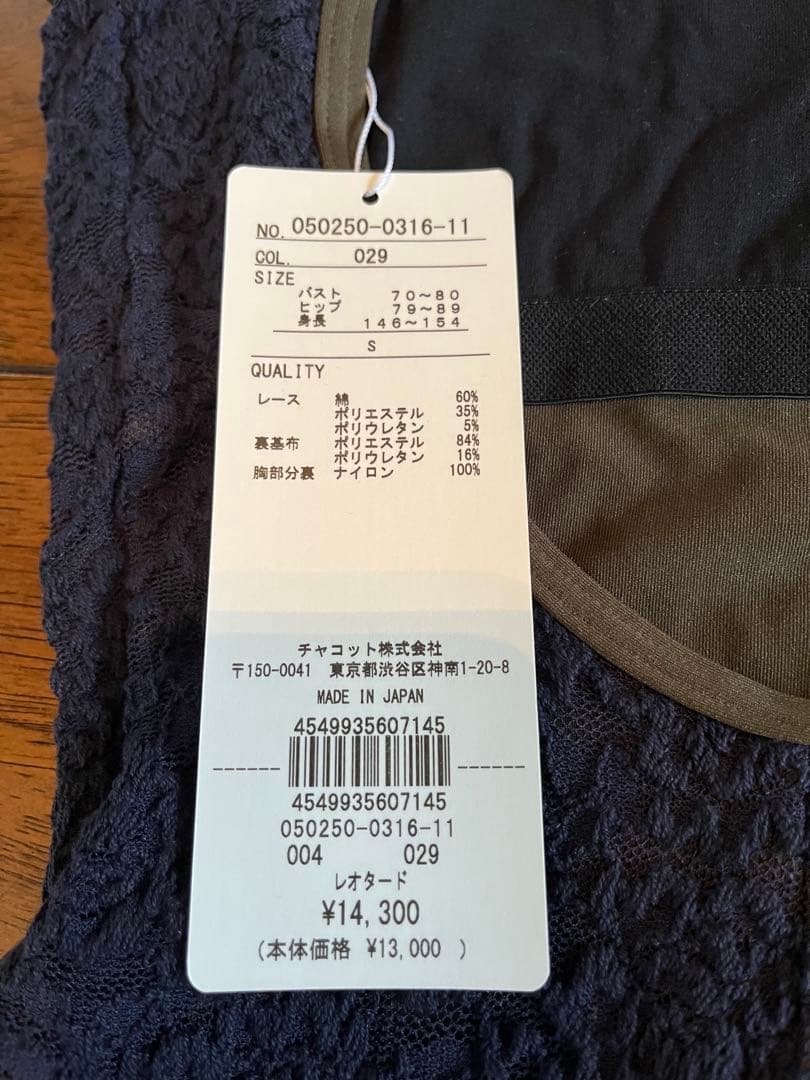 NO. 050250-0316-11
COL. 029
SIZE
バスト 70～80
ヒップ 79～89
身長 146～154
S
QUALITY
レース 綿 60%
ポリエステル 35%
ポリウレタン 5%
裏基布 ポリエステル 84%
ポリウレタン 16%
胸部分裏 ナイロン 100%
チャコット株式会社
〒150-0041 東京都渋谷区神南1-20-8
MADE IN JAPAN
4549935607145
4549935607145
050250-0316-11
004 029
レオタード
¥14,300
(本体価格 ¥13,000 )